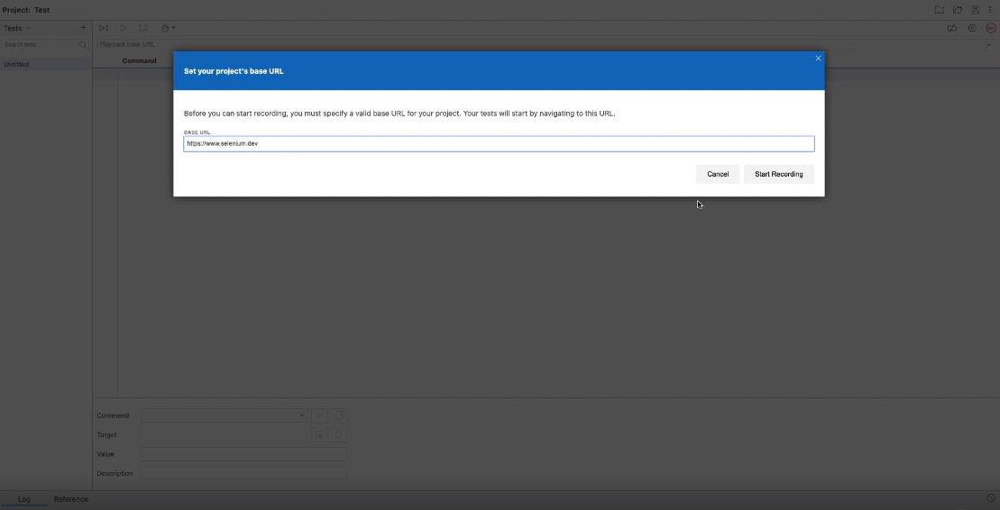 Project: Test
Tests
Search tests...
Playback base URL
Untitled
Command
Set your project's base URL
Before you can start recording, you must specify a valid base URL for your project. Your tests will start by navigating to this URL.
BASE URL
https://www.selenium.dev
Cancel
Start Recording
Command
Target
Value
Description
Log
Reference